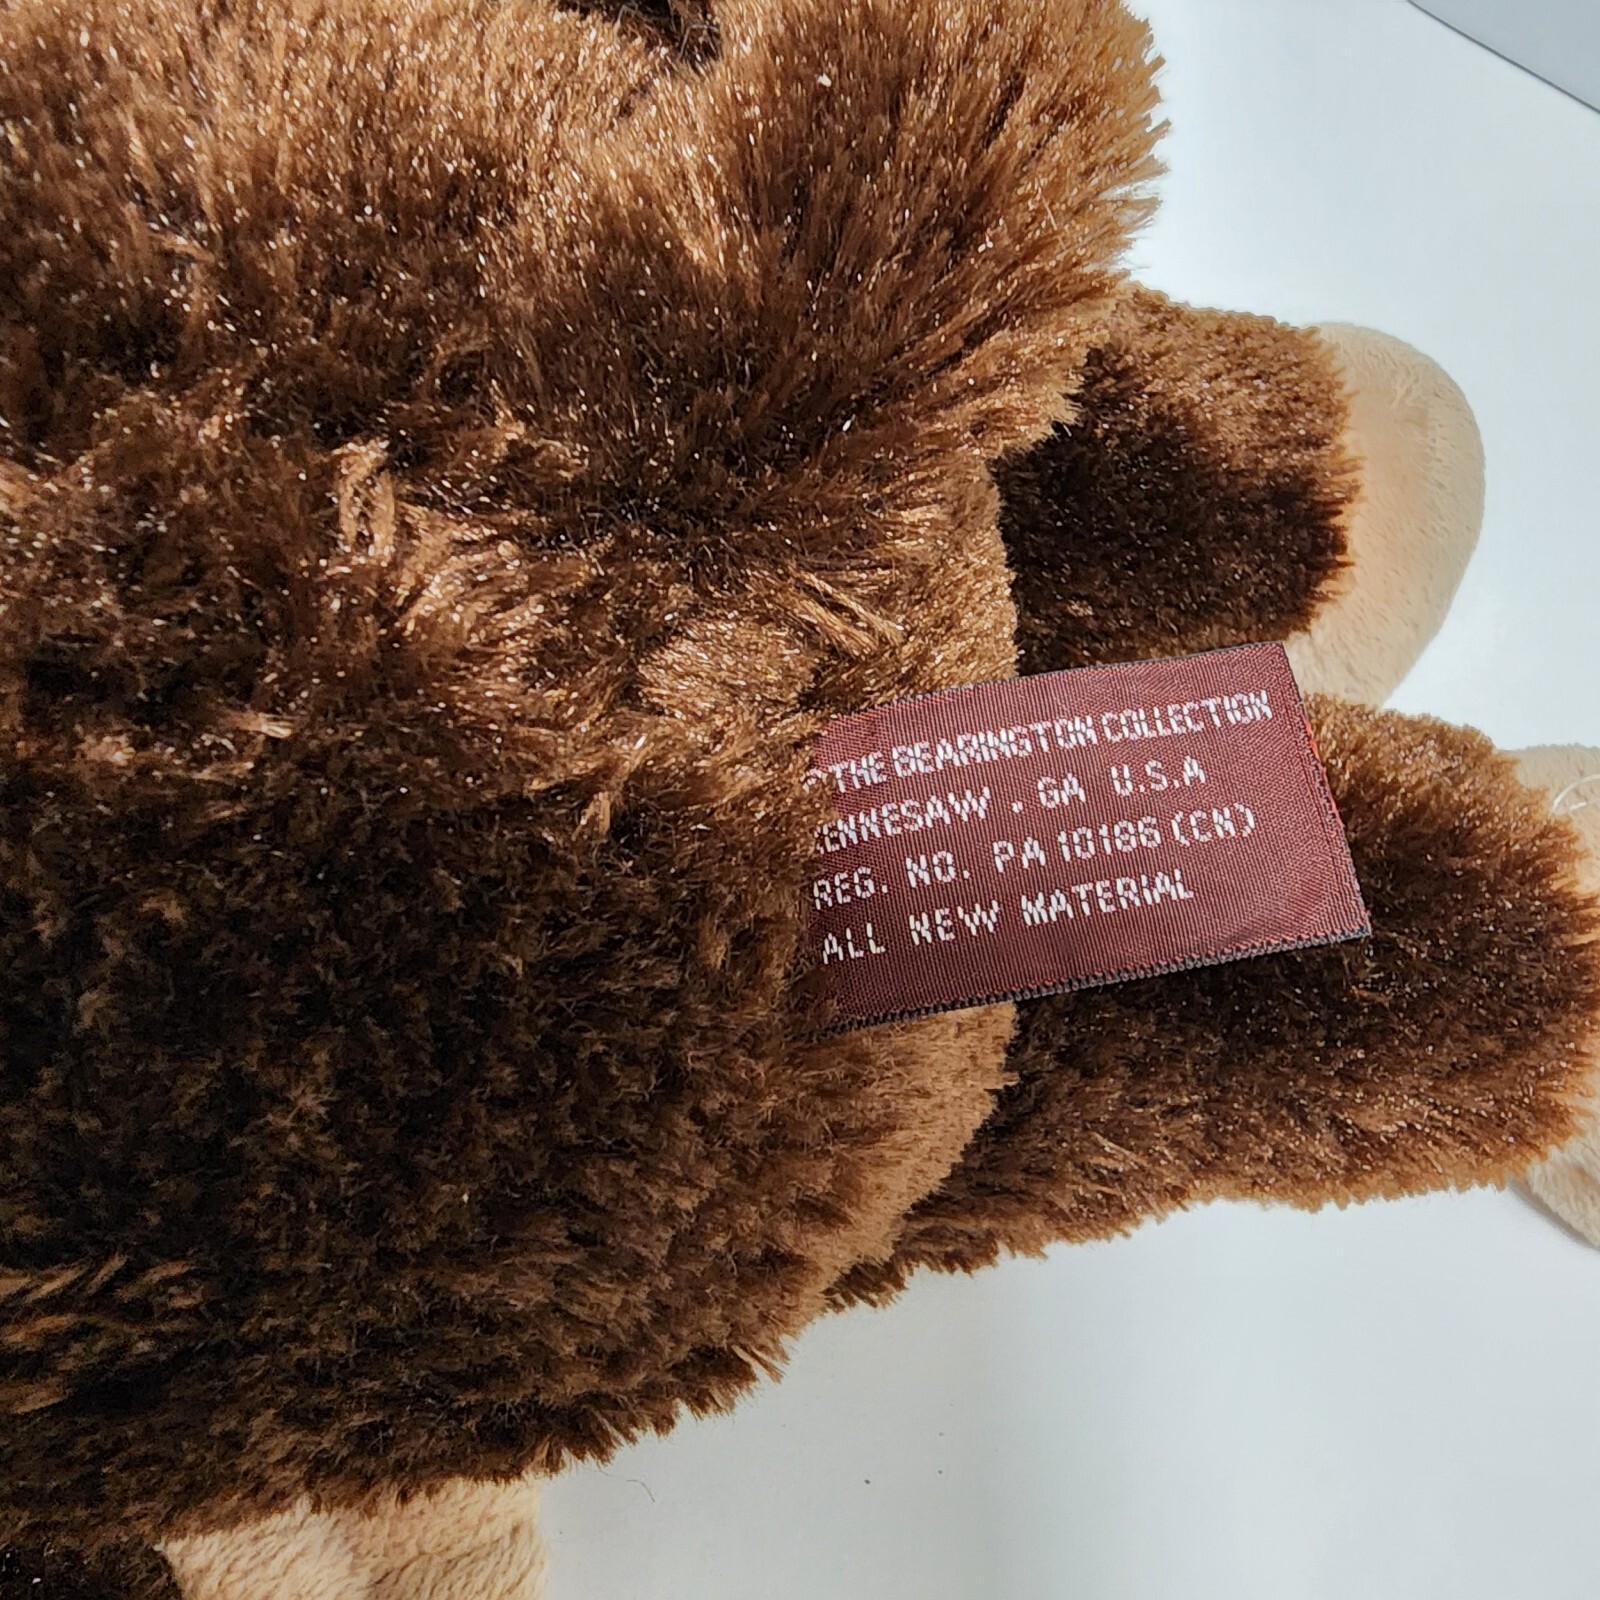 © THE BEARINGTON COLLECTION
ENNESAW • GA U.S.A
REG. NO. PA 10186 (CN)
ALL NEW MATERIAL